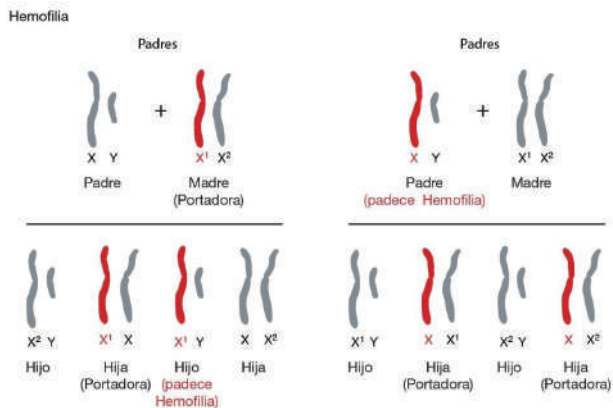 Hemofilia
Padres
+
X Y
X¹ X²
Padre
Madre
(Portadora)
X² Y
X¹ X
X¹ Y
X X²
Hijo
Hija
(Portadora)
Hijo
(padece
Hemofilia)
Hija
Padres
+
X Y
X¹ X²
Padre
(padece Hemofilia)
Madre
X¹ Y
X X¹
X² Y
X X²
Hijo
Hija
(Portadora)
Hijo
Hija
(Portadora)